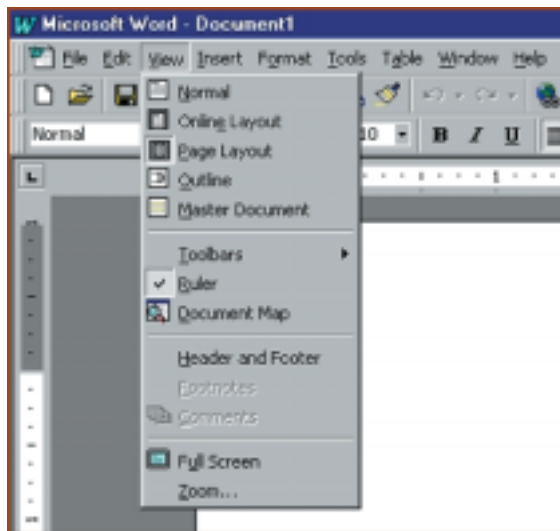 Microsoft Word - Document1
File Edit View Insert Format Tools Table Window Help
Normal 10 B I U
Normal
Online Layout
Page Layout
Outline
Master Document
Toolbars
Ruler
Document Map
Header and Footer
Footnotes
Comments
Full Screen
Zoom...
1